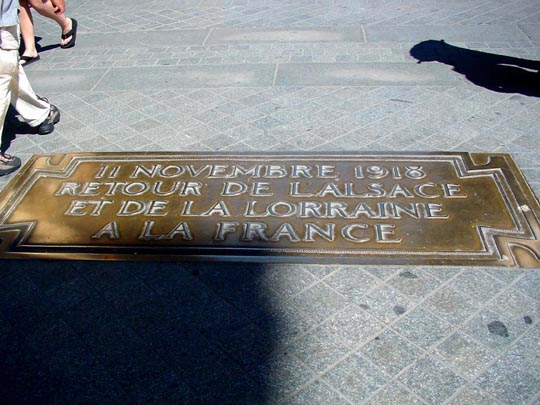 11 NOVEMBRE 1918
RETOUR DE L'ALSACE
ET DE LA LORRAINE
A LA FRANCE